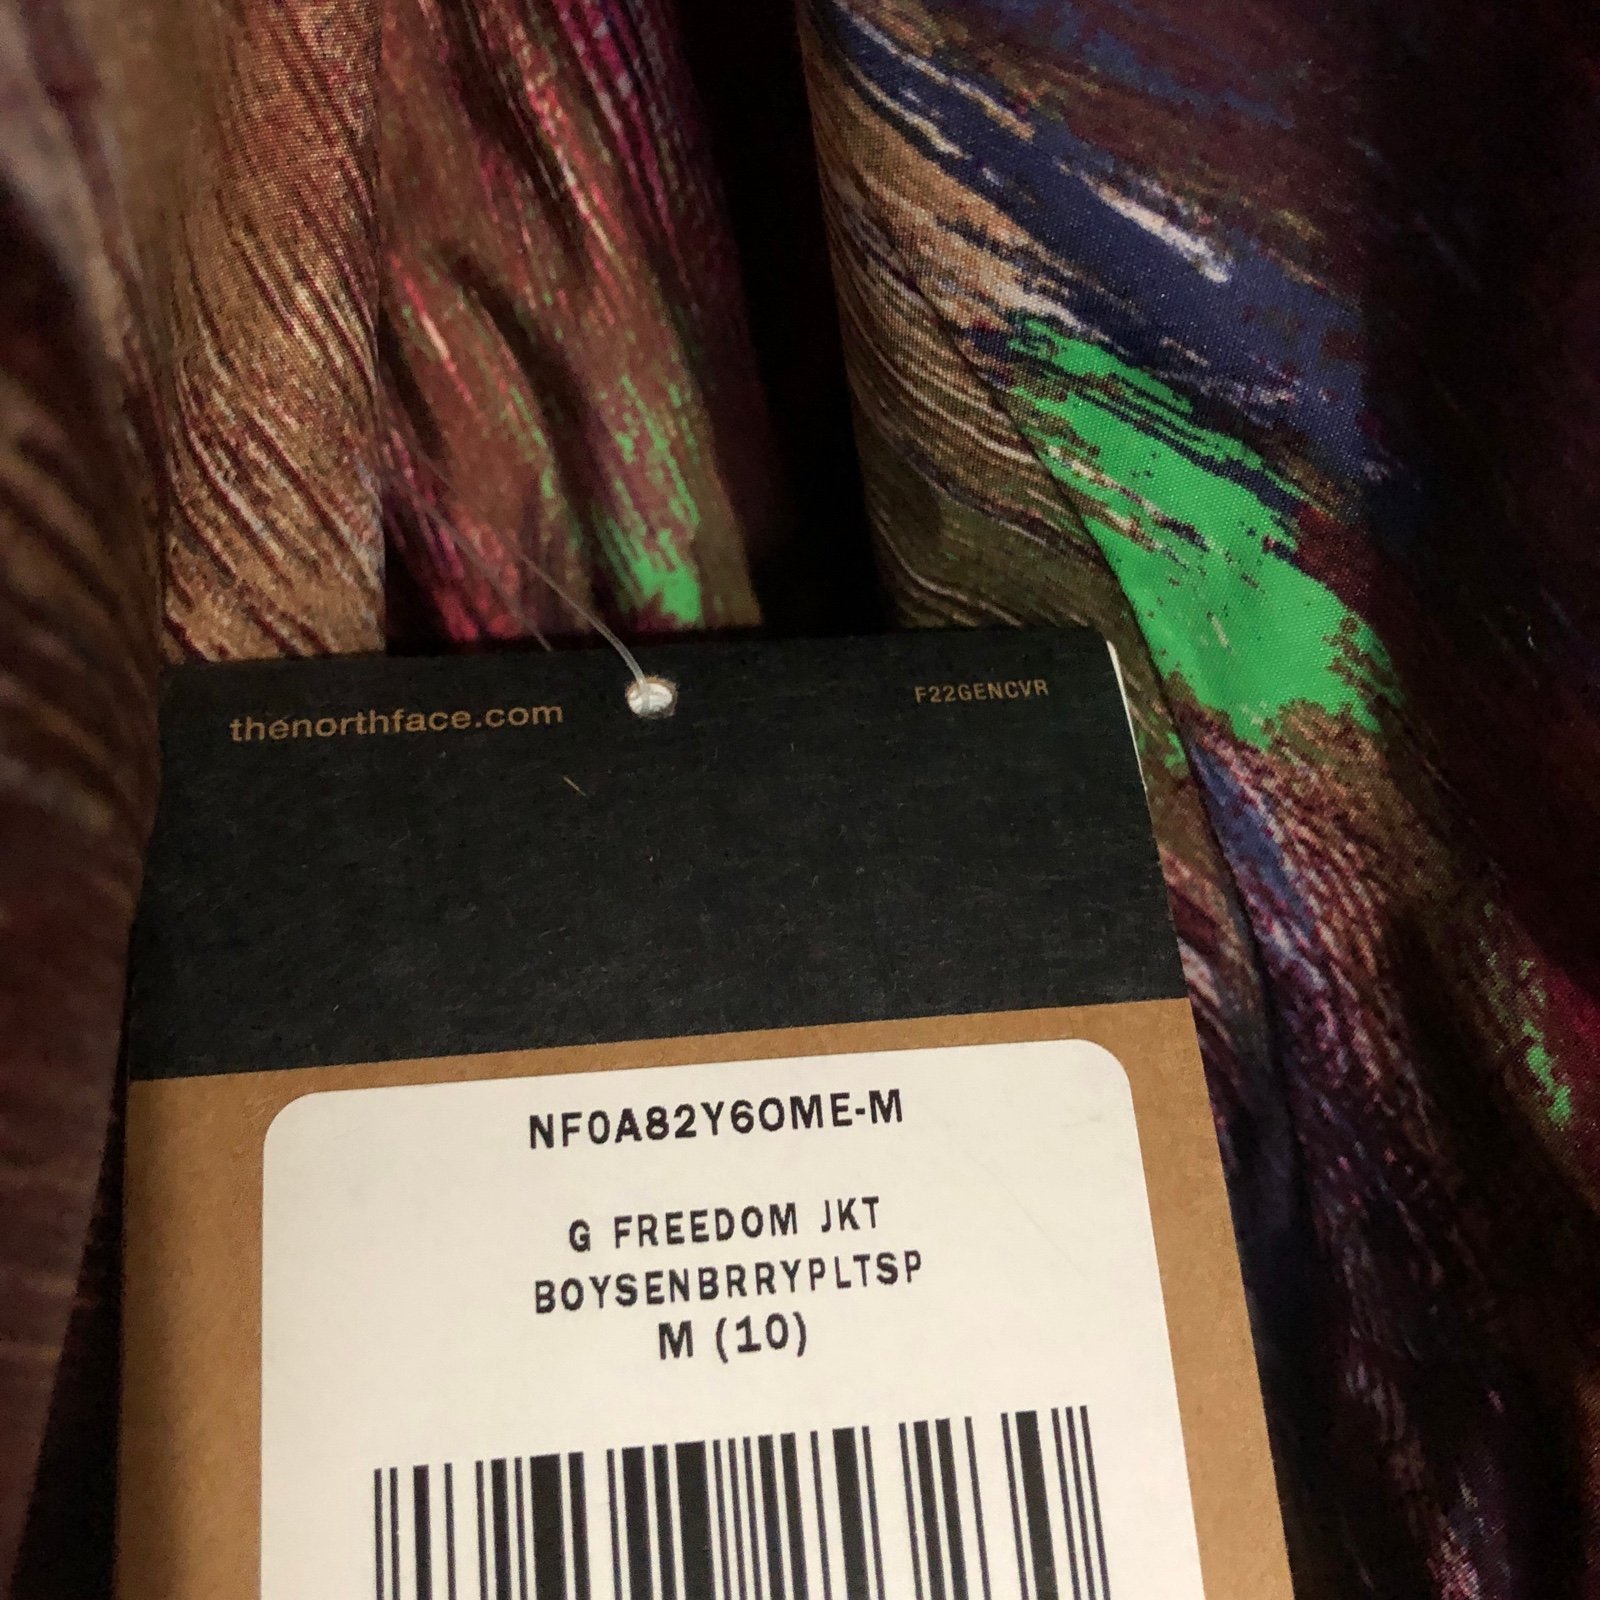 thenorthface.com
F22GENCVR
NF0A82Y6OME-M
G FREEDOM JKT
BOYSENBRRYPLTSP
M (10)